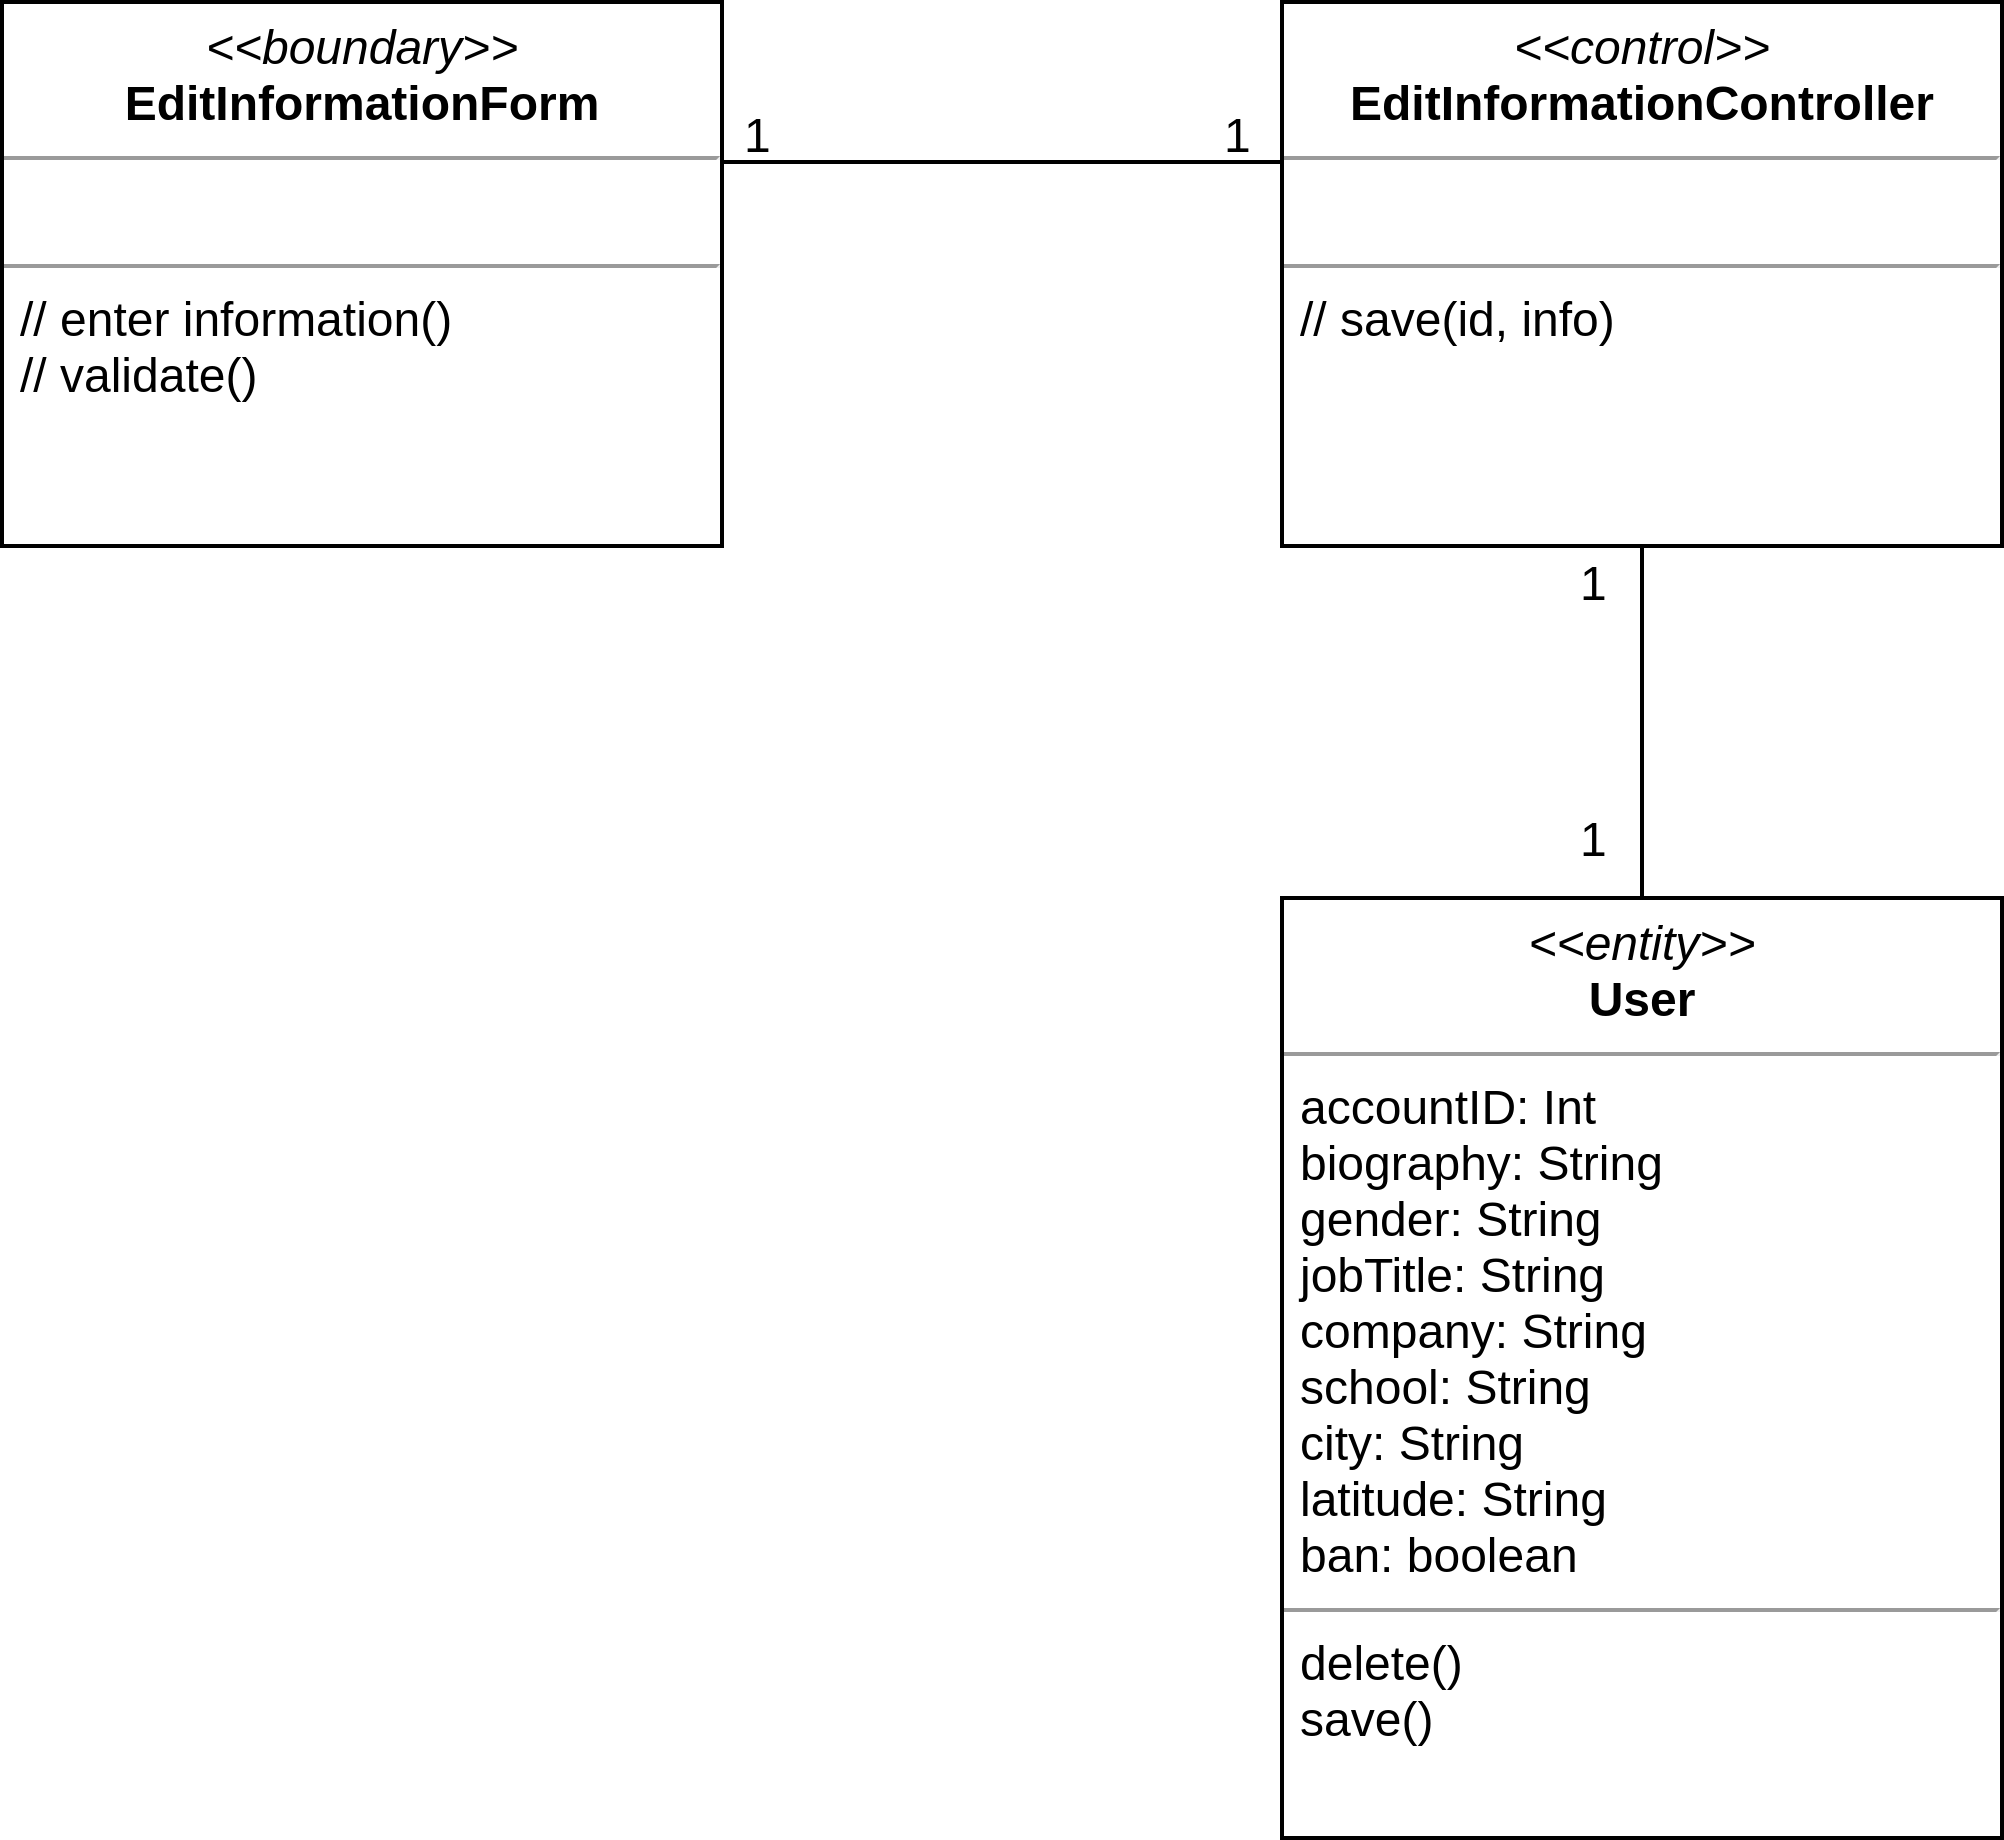 <<boundary>>
EditInformationForm
// enter information()
// validate()
1
1
<<control>>
EditInformationController
// save(id, info)
1
1
<<entity>>
User
accountID: Int
biography: String
gender: String
jobTitle: String
company: String
school: String
city: String
latitude: String
ban: boolean
delete()
save()